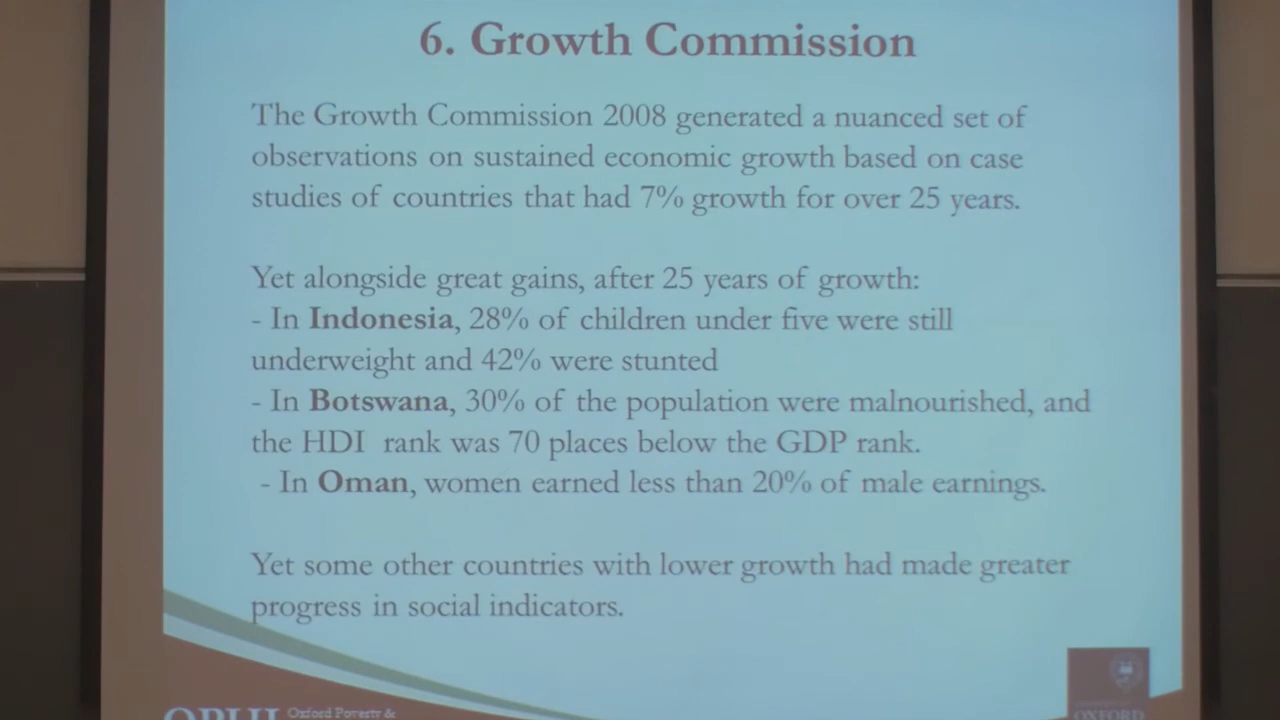 6. Growth Commission
The Growth Commission 2008 generated a nuanced set of
observations on sustained economic growth based on case
studies of countries that had 7% growth for over 25 years.
Yet alongside great gains, after 25 years of growth:
- In Indonesia, 28% of children under five were still
underweight and 42% were stunted
- In Botswana, 30% of the population were malnourished, and
the HDI rank was 70 places below the GDP rank.
- In Oman, women earned less than 20% of male earnings.
Yet some other countries with lower growth had made greater
progress in social indicators.
OPHI Oxford Poverty &
OXFORD